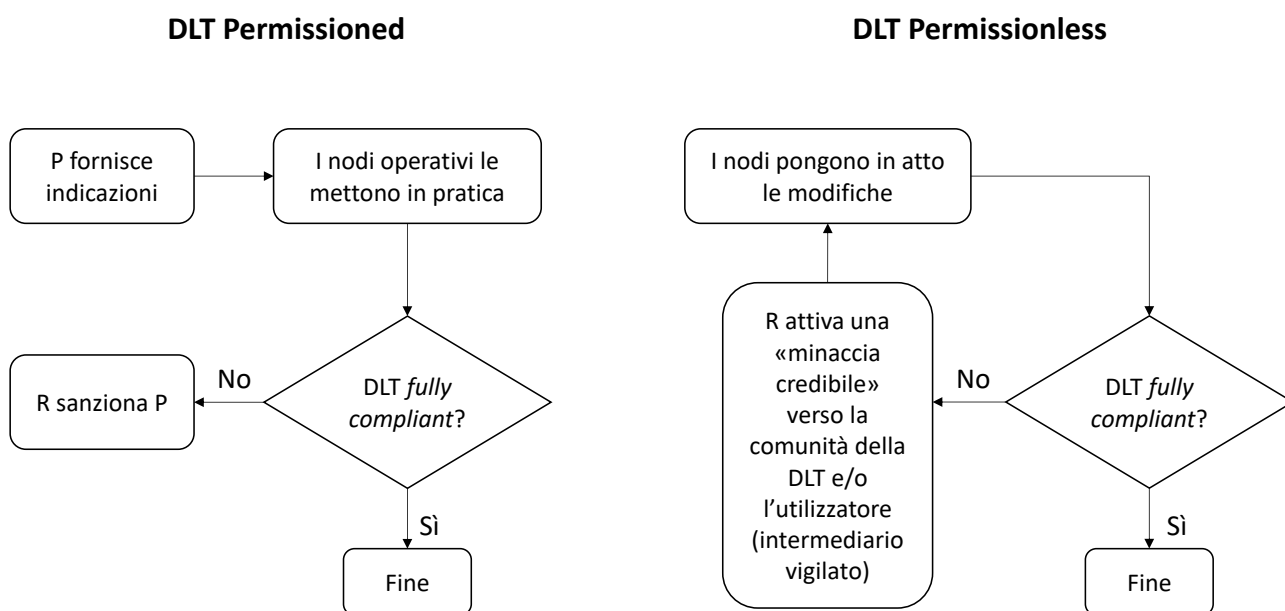 DLT Permissioned
P fornisce
indicazioni
I nodi operativi le
mettono in pratica
DLT fully
compliant?
No
R sanziona P
Sì
Fine
DLT Permissionless
I nodi pongono in atto
le modifiche
R attiva una
«minaccia
credibile»
verso la
comunità della
DLT e/o
l’utilizzatore
(intermediario
vigilato)
No
DLT fully
compliant?
Sì
Fine